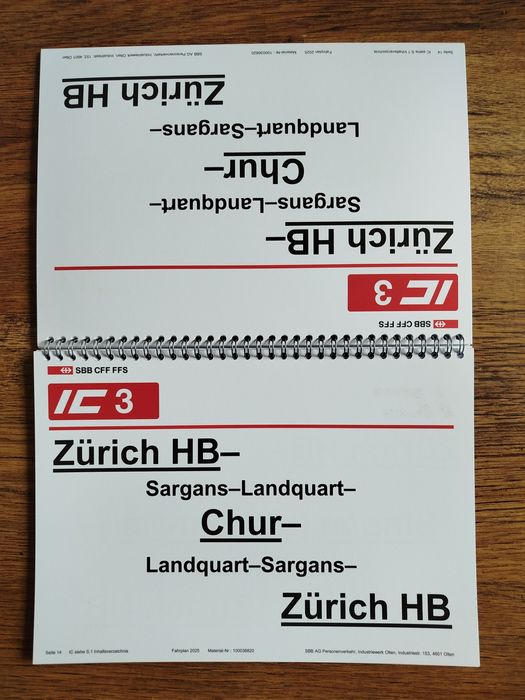 Seite 14 IC siehe S.1 Inhaltsverzeichnis Fahrplan 2025 Material-Nr : 100036820 SBB AG Personenverkehr, Industriewerk Olten, Industriestr. 153, 4601 Olten
Zürich HB
Landquart–Sargans–
Chur–
Sargans–Landquart–
Zürich HB–
IC 3
SBB CFF FFS
SBB CFF FFS
IC 3
Zürich HB–
Sargans–Landquart–
Chur–
Landquart–Sargans–
Zürich HB
Seite 14 IC siehe S.1 Inhaltsverzeichnis Fahrplan 2025 Material-Nr : 100036820 SBB AG Personenverkehr, Industriewerk Olten, Industriestr. 153, 4601 Olten